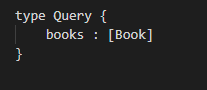 type Query {
    books : [Book]
}